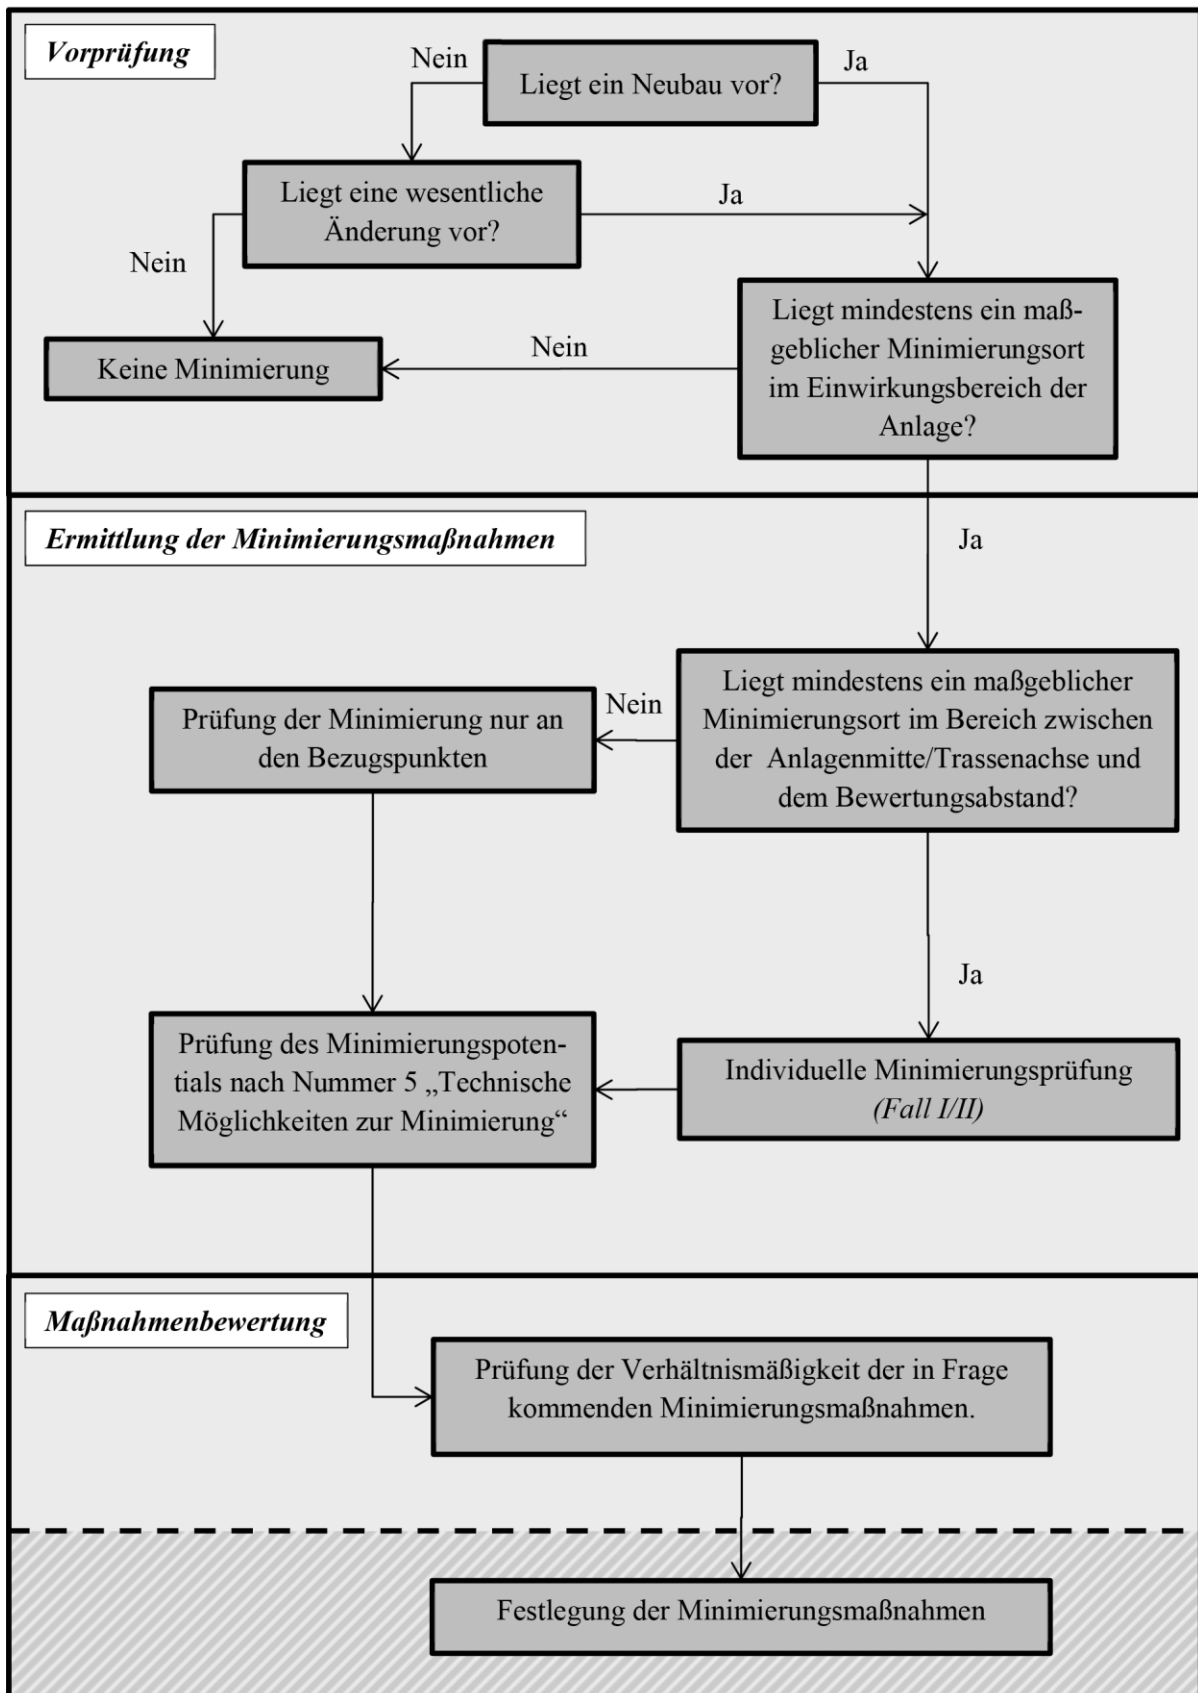 Vorprüfung
Nein
Ja
Liegt ein Neubau vor?
Liegt eine wesentliche
Änderung vor?
Ja
Nein
Liegt mindestens ein maß-
geblicher Minimierungsort
im Einwirkungsbereich der
Anlage?
Nein
Keine Minimierung
Ermittlung der Minimierungsmaßnahmen
Ja
Liegt mindestens ein maßgeblicher
Minimierungsort im Bereich zwischen
der Anlagenmitte/Trassenachse und
dem Bewertungsabstand?
Nein
Prüfung der Minimierung nur an
den Bezugspunkten
Ja
Prüfung des Minimierungspoten-
tials nach Nummer 5 „Technische
Möglichkeiten zur Minimierung“
Individuelle Minimierungsprüfung
(Fall I/II)
Maßnahmenbewertung
Prüfung der Verhältnismäßigkeit der in Frage
kommenden Minimierungsmaßnahmen.
Festlegung der Minimierungsmaßnahmen